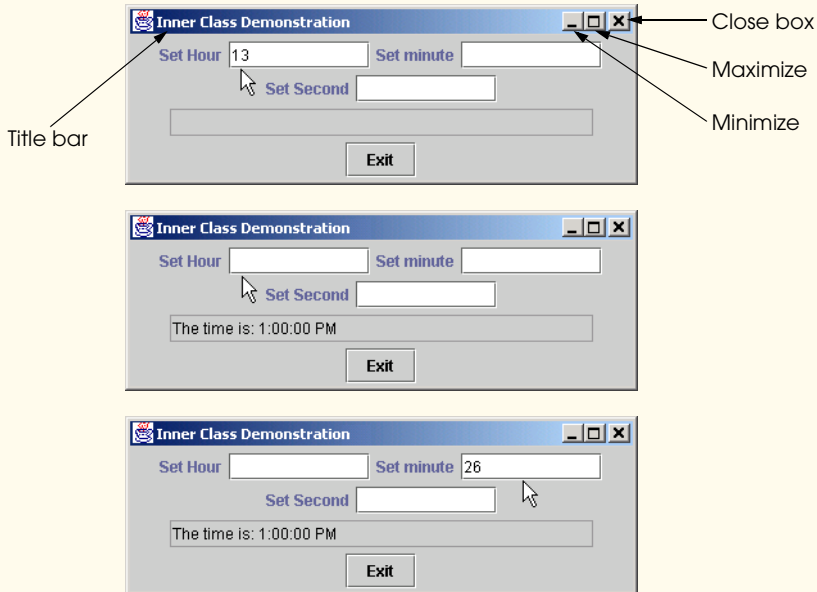 Inner Class Demonstration
Close box
Set Hour 13 Set minute
Maximize
Set Second
Minimize
Title bar
Exit
Inner Class Demonstration
Set Hour Set minute
Set Second
The time is: 1:00:00 PM
Exit
Inner Class Demonstration
Set Hour Set minute 26
Set Second
The time is: 1:00:00 PM
Exit